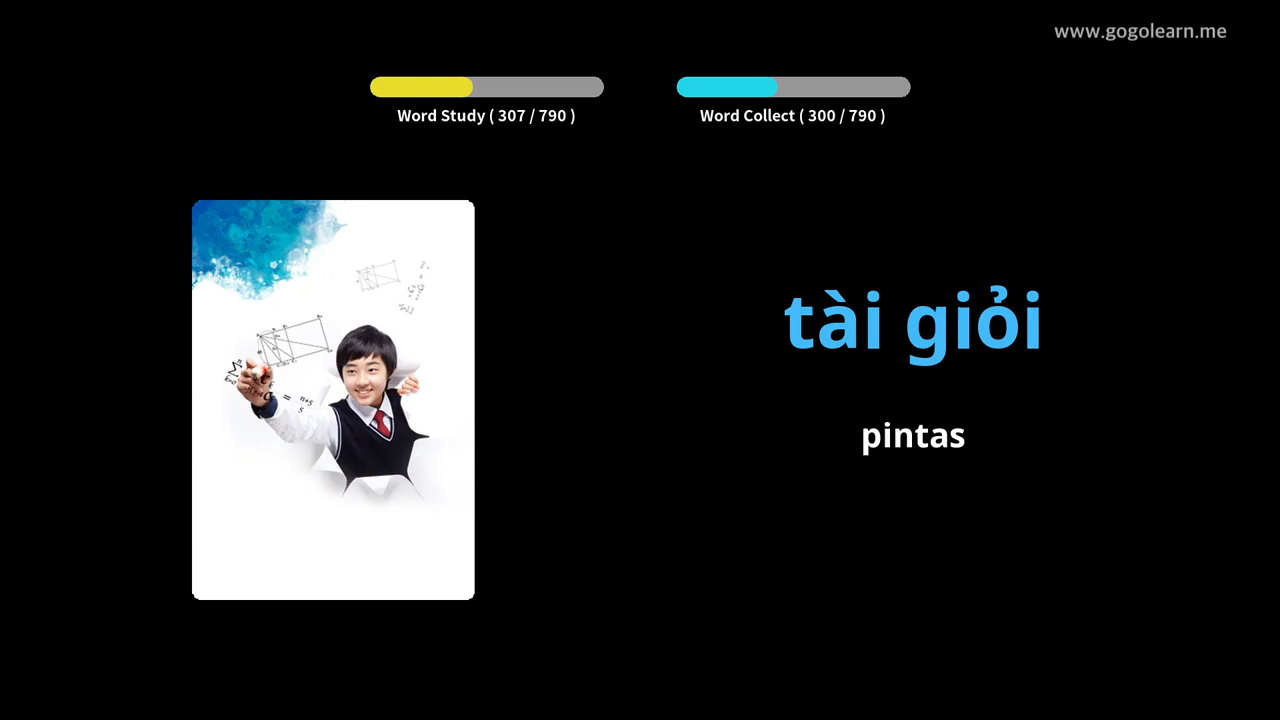 www.gogolearn.me
Word Study ( 307 / 790 )
Word Collect ( 300 / 790 )
tài giỏi
pintas